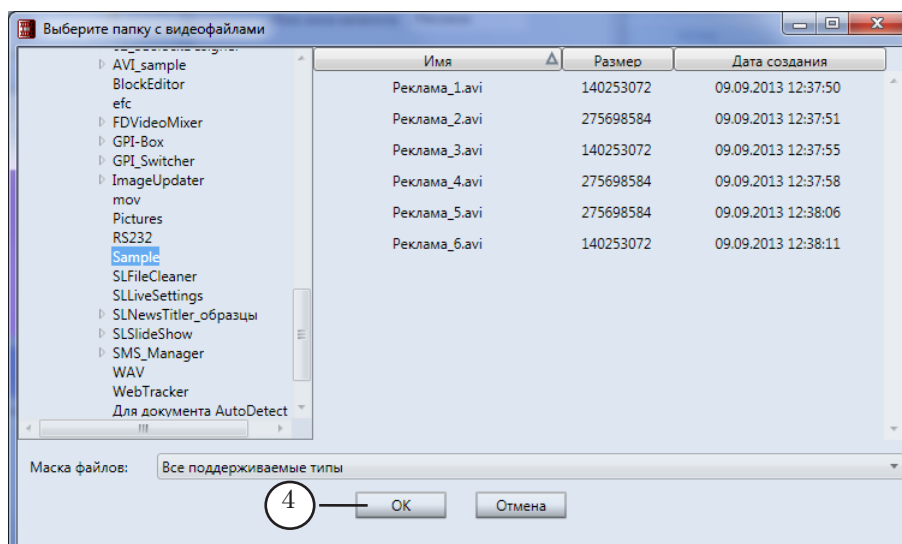 Выберите папку с видеофайлами
AVI_sample
BlockEditor
efc
FDVideoMixer
GPI-Box
GPI_Switcher
ImageUpdater
mov
Pictures
RS232
Sample
SLFileCleaner
SLLiveSettings
SLNewsTitler_образцы
SLSlideShow
SMS_Manager
WAV
WebTracker
Для документа AutoDetect
Имя Размер Дата создания
Реклама_1.avi 140253072 09.09.2013 12:37:50
Реклама_2.avi 275698584 09.09.2013 12:37:51
Реклама_3.avi 140253072 09.09.2013 12:37:55
Реклама_4.avi 275698584 09.09.2013 12:37:58
Реклама_5.avi 275698584 09.09.2013 12:38:06
Реклама_6.avi 140253072 09.09.2013 12:38:11
Маска файлов: Все поддерживаемые типы
4 OK Отмена